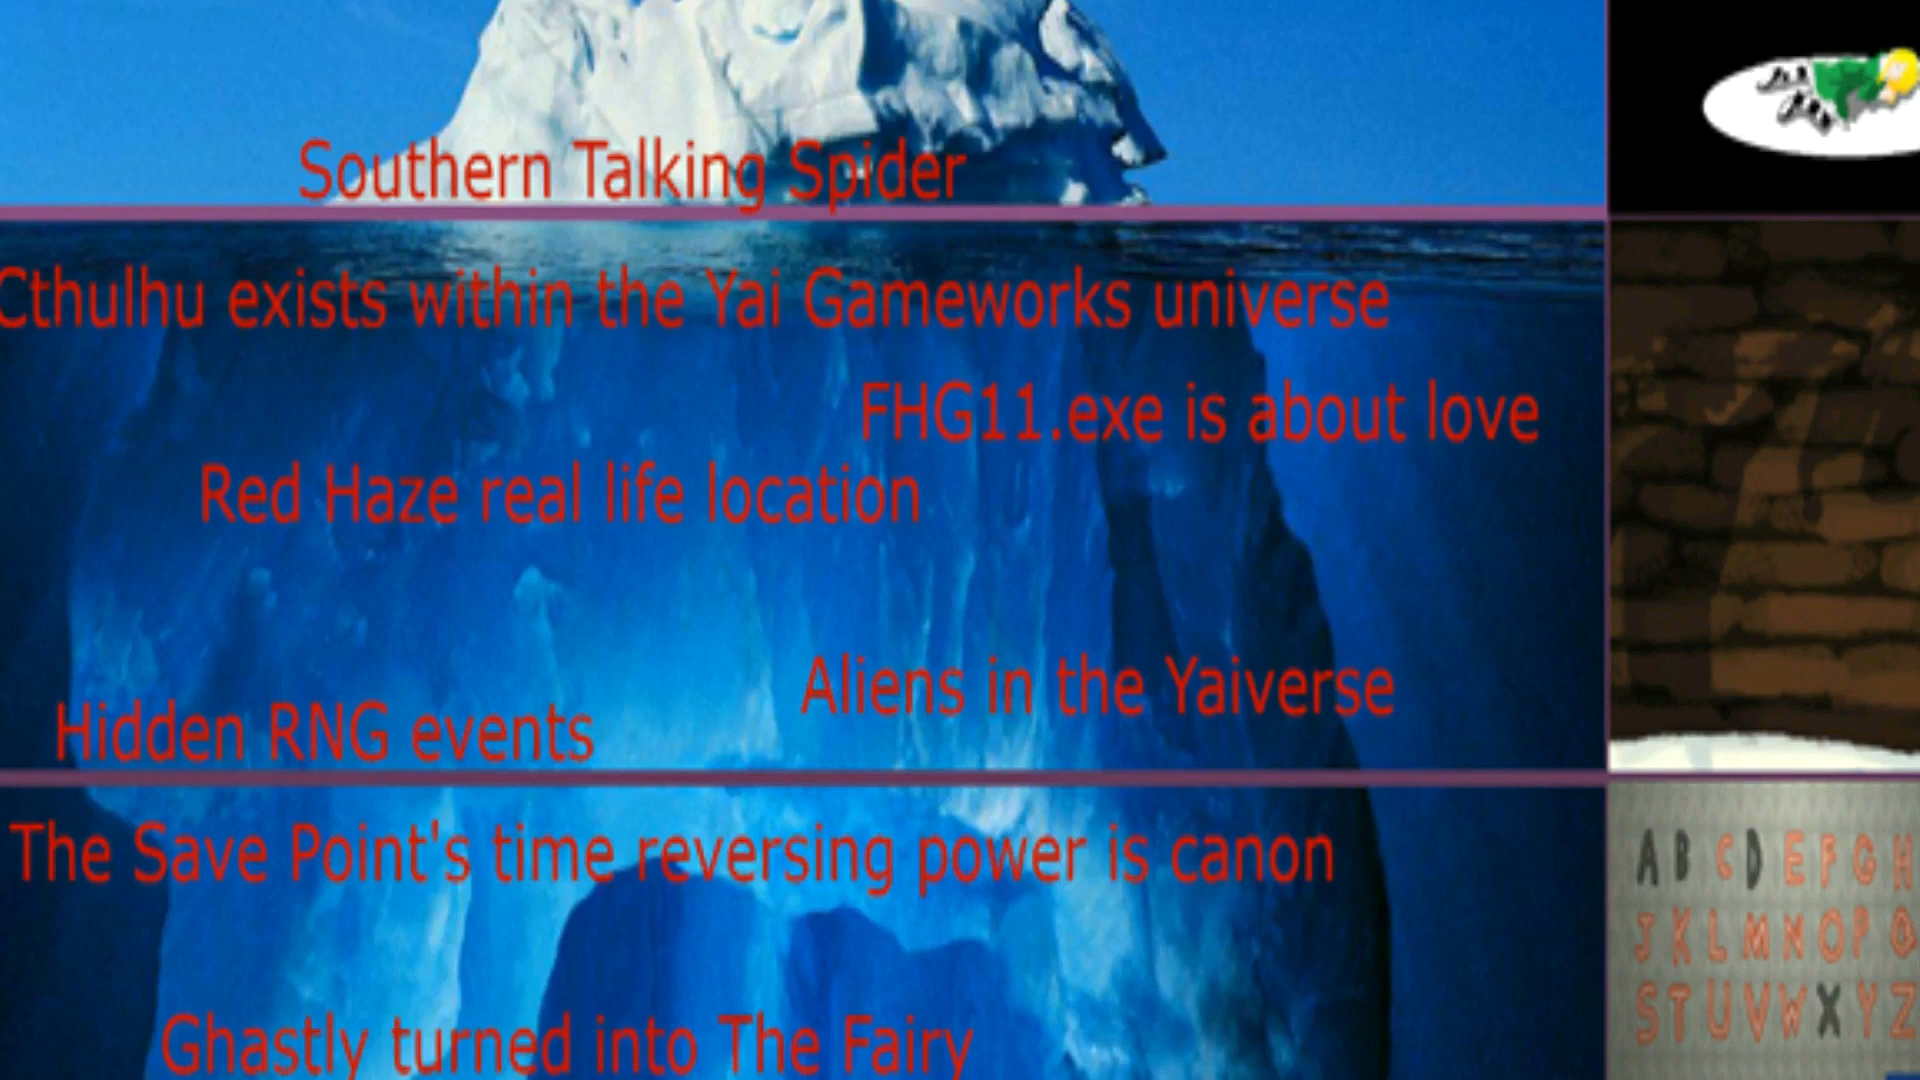 Southern Talking Spider
Cthulhu exists within the Yai Gameworks universe
FHG11.exe is about love
Red Haze real life location
Aliens in the Yaiverse
Hidden RNG events
The Save Point's time reversing power is canon
Ghastly turned into The Fairy
A B C D E F G H
J K L M N O P Q
S T U V W X Y Z